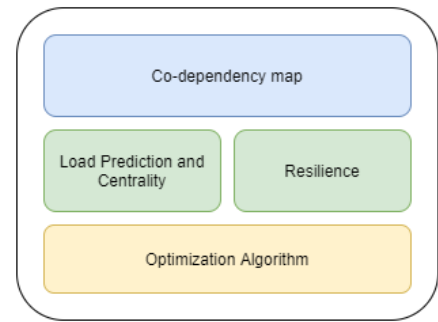 Co-dependency map
Load Prediction and
Centrality
Resilience
Optimization Algorithm